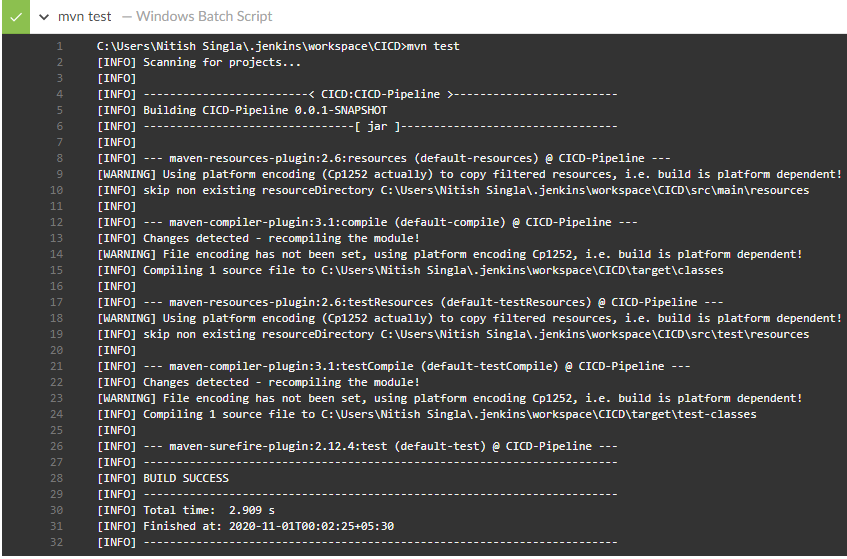 mvn test — Windows Batch Script
1 C:\Users\Nitish Singla\.jenkins\workspace\CICD>mvn test
2 [INFO] Scanning for projects...
3 [INFO]
4 [INFO] -------------------------< CICD:CICD-Pipeline >-------------------------
5 [INFO] Building CICD-Pipeline 0.0.1-SNAPSHOT
6 [INFO] --------------------------------[ jar ]---------------------------------
7 [INFO]
8 [INFO] --- maven-resources-plugin:2.6:resources (default-resources) @ CICD-Pipeline ---
9 [WARNING] Using platform encoding (Cp1252 actually) to copy filtered resources, i.e. build is platform dependent!
10 [INFO] skip non existing resourceDirectory C:\Users\Nitish Singla\.jenkins\workspace\CICD\src\main\resources
11 [INFO]
12 [INFO] --- maven-compiler-plugin:3.1:compile (default-compile) @ CICD-Pipeline ---
13 [INFO] Changes detected - recompiling the module!
14 [WARNING] File encoding has not been set, using platform encoding Cp1252, i.e. build is platform dependent!
15 [INFO] Compiling 1 source file to C:\Users\Nitish Singla\.jenkins\workspace\CICD\target\classes
16 [INFO]
17 [INFO] --- maven-resources-plugin:2.6:testResources (default-testResources) @ CICD-Pipeline ---
18 [WARNING] Using platform encoding (Cp1252 actually) to copy filtered resources, i.e. build is platform dependent!
19 [INFO] skip non existing resourceDirectory C:\Users\Nitish Singla\.jenkins\workspace\CICD\src\test\resources
20 [INFO]
21 [INFO] --- maven-compiler-plugin:3.1:testCompile (default-testCompile) @ CICD-Pipeline ---
22 [INFO] Changes detected - recompiling the module!
23 [WARNING] File encoding has not been set, using platform encoding Cp1252, i.e. build is platform dependent!
24 [INFO] Compiling 1 source file to C:\Users\Nitish Singla\.jenkins\workspace\CICD\target\test-classes
25 [INFO]
26 [INFO] --- maven-surefire-plugin:2.12.4:test (default-test) @ CICD-Pipeline ---
27 [INFO] ------------------------------------------------------------------------
28 [INFO] BUILD SUCCESS
29 [INFO] ------------------------------------------------------------------------
30 [INFO] Total time:  2.909 s
31 [INFO] Finished at: 2020-11-01T00:02:25+05:30
32 [INFO] ------------------------------------------------------------------------